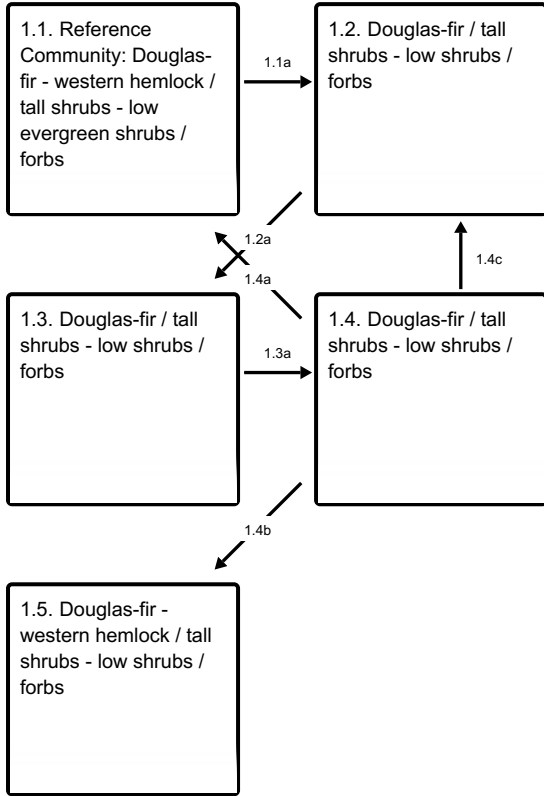 1.1. Reference
Community: Douglas-
fir - western hemlock /
tall shrubs - low
evergreen shrubs /
forbs
1.1a
1.2. Douglas-fir / tall
shrubs - low shrubs /
forbs
1.2a
1.4a
1.4c
1.3. Douglas-fir / tall
shrubs - low shrubs /
forbs
1.3a
1.4. Douglas-fir / tall
shrubs - low shrubs /
forbs
1.4b
1.5. Douglas-fir -
western hemlock / tall
shrubs - low shrubs /
forbs